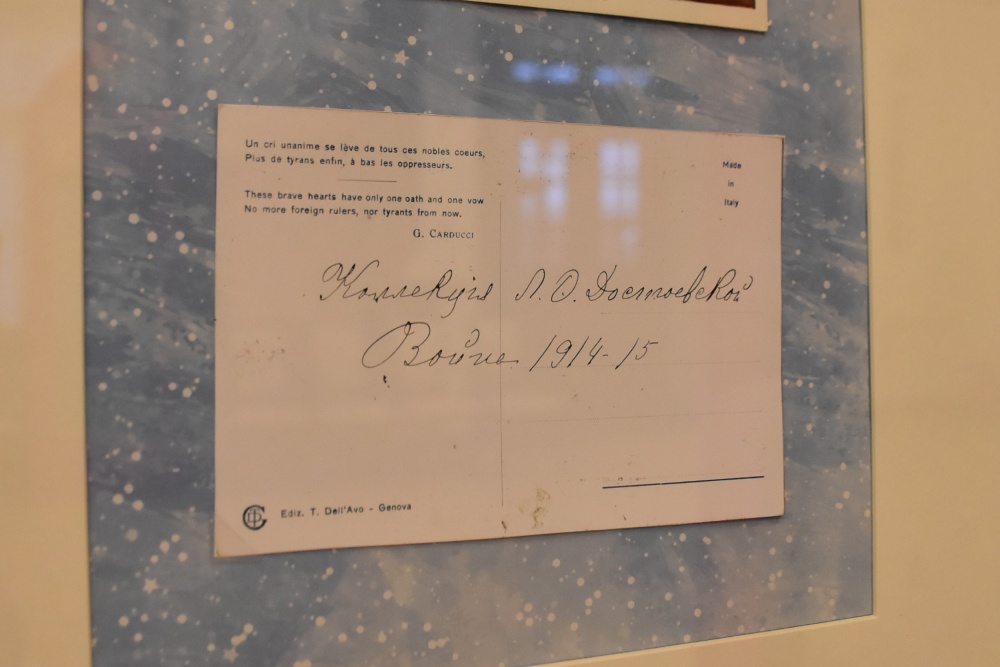 Un cri unanime se lève de tous ces nobles coeurs,
Plus de tyrans enfin, à bas les oppresseurs.
These brave hearts have only one oath and one vow
No more foreign rulers, nor tyrants from now.
G. Carducci
Made
in
Italy
Коллекция Л. Ѳ. Достоевской
Война 1914-15
Ediz. T. Dell'Avo - Genova